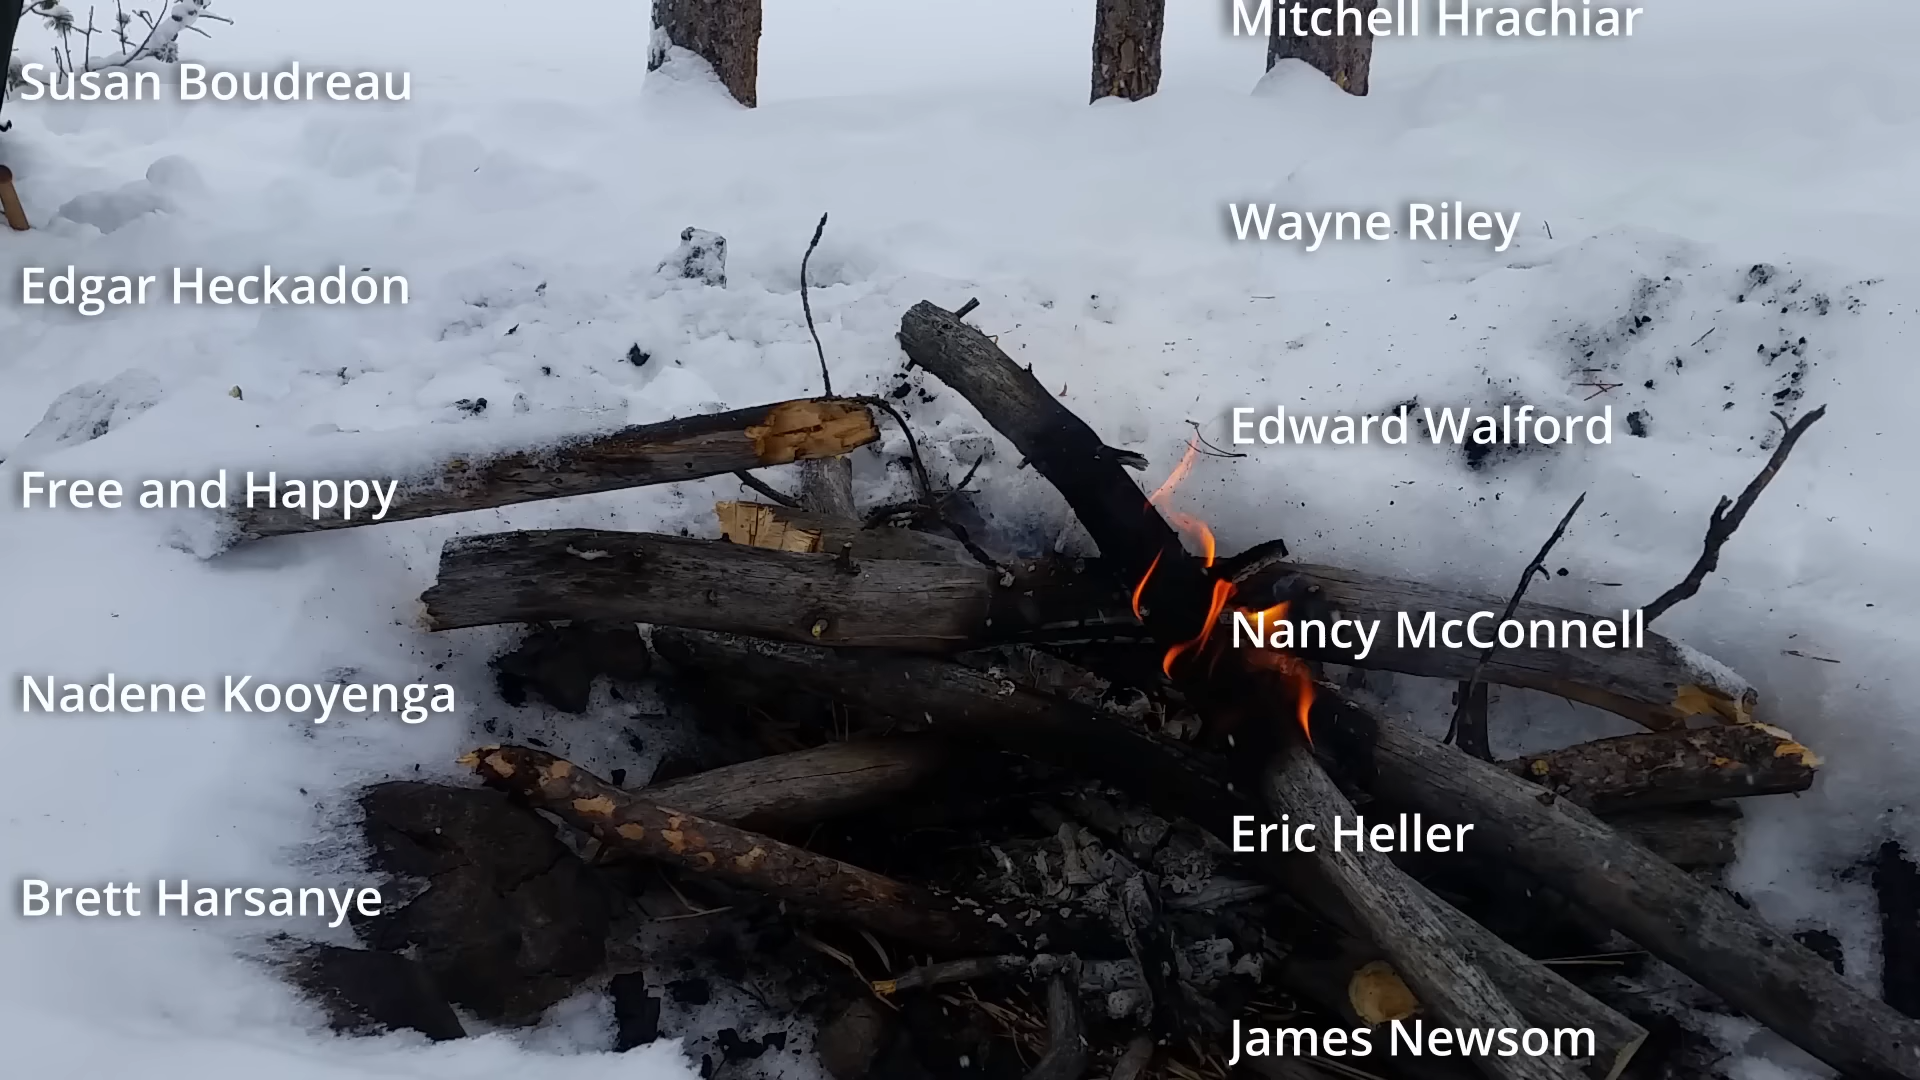 Susan Boudreau
Edgar Heckadon
Free and Happy
Nadene Kooyenga
Brett Harsanye
Mitchell Hrachiar
Wayne Riley
Edward Walford
Nancy McConnell
Eric Heller
James Newsom